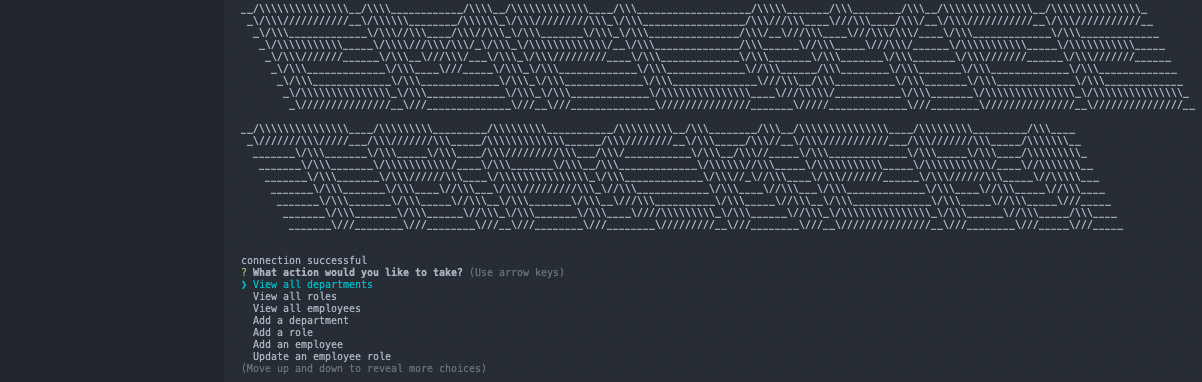 EMPLOYEE
TRACKER!
connection successful
? What action would you like to take? (Use arrow keys)
❯ View all departments
View all roles
View all employees
Add a department
Add a role
Add an employee
Update an employee role
(Move up and down to reveal more choices)